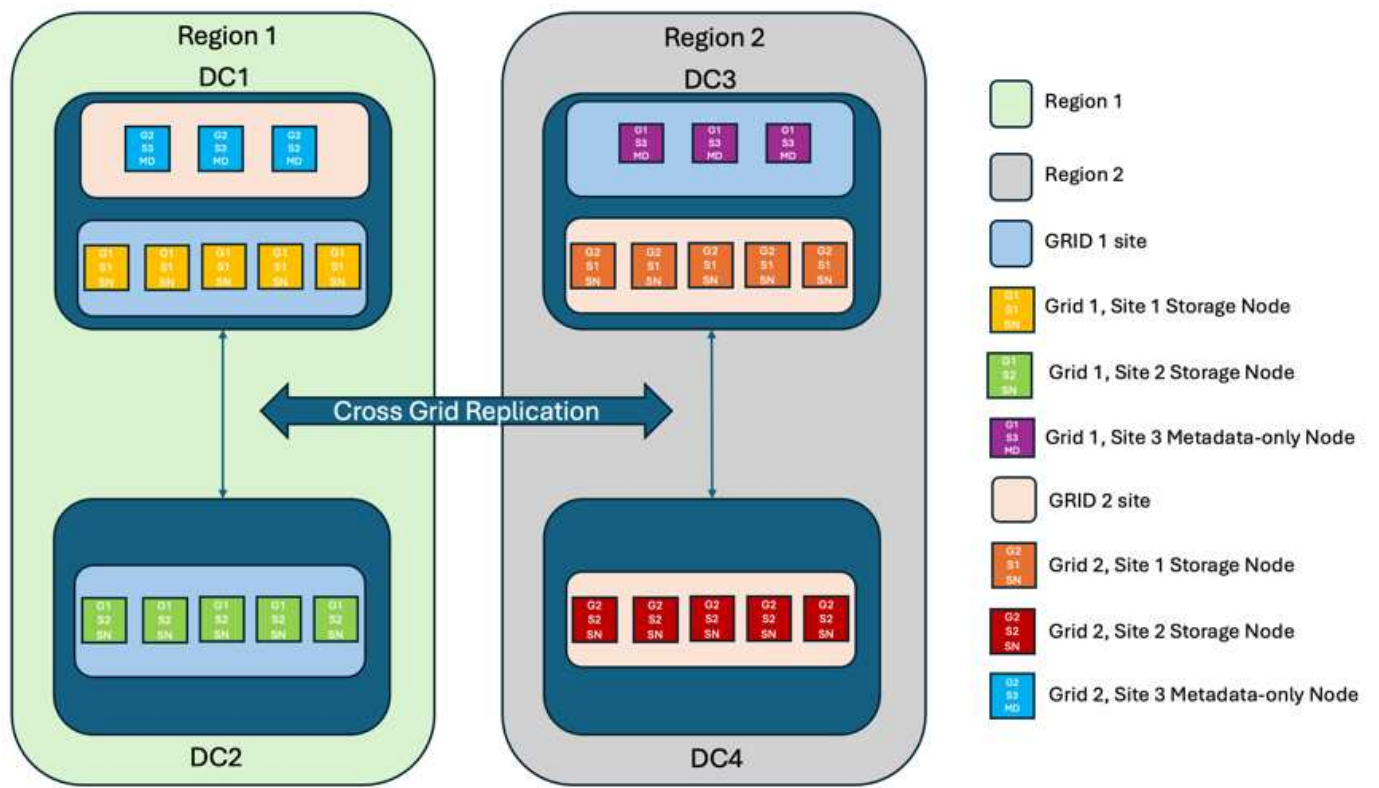 Region 1
DC1
G2 G2 G2
S3 S3 S3
MD MD MD
G1 G1 G1 G1 G1
S1 S1 S1 S1 S1
SN SN SN SN SN
Region 2
DC3
G1 G1 G1
S3 S3 S3
MD MD MD
G2 G2 G2 G2 G2
S1 S1 S1 S1 S1
SN SN SN SN SN
Cross Grid Replication
G1 G1 G1 G1 G1
S2 S2 S2 S2 S2
SN SN SN SN SN
DC2
G2 G2 G2 G2 G2
S2 S2 S2 S2 S2
SN SN SN SN SN
DC4
Region 1
Region 2
GRID 1 site
G1
S1
SN
Grid 1, Site 1 Storage Node
G1
S2
SN
Grid 1, Site 2 Storage Node
G1
S3
MD
Grid 1, Site 3 Metadata-only Node
GRID 2 site
G2
S1
SN
Grid 2, Site 1 Storage Node
G2
S2
SN
Grid 2, Site 2 Storage Node
G2
S3
MD
Grid 2, Site 3 Metadata-only Node